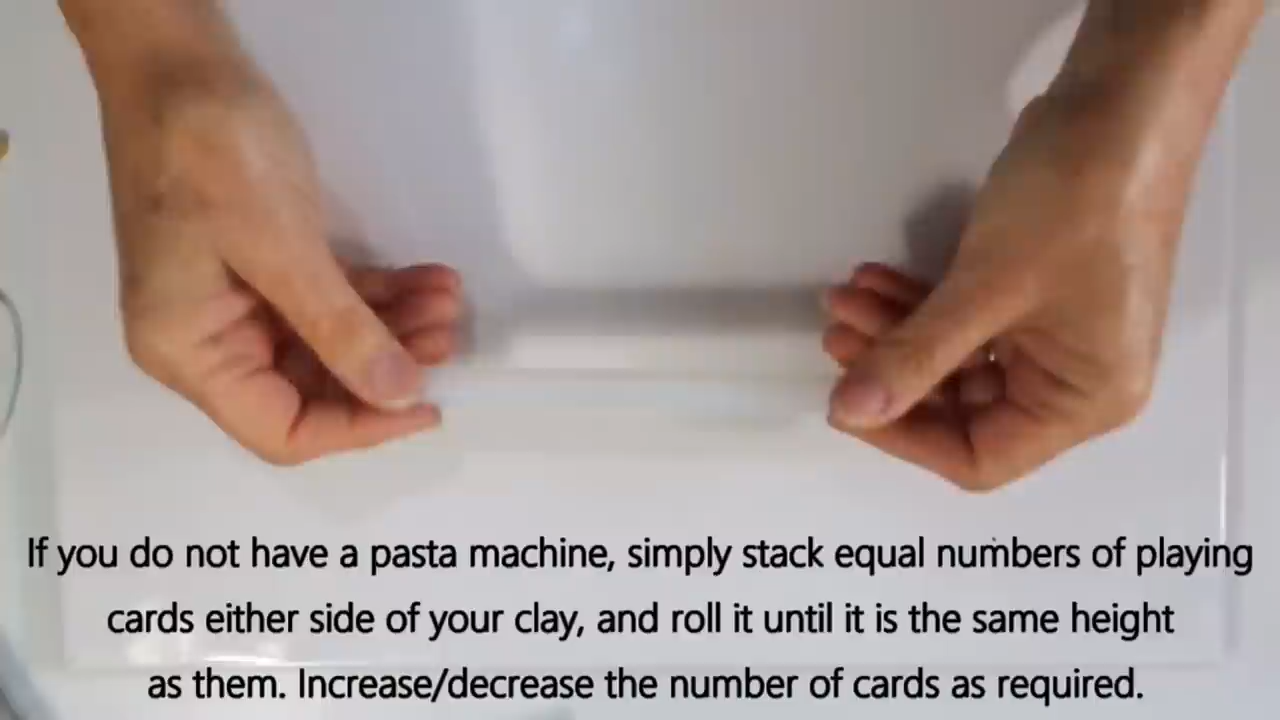 If you do not have a pasta machine, simply stack equal numbers of playing
cards either side of your clay, and roll it until it is the same height
as them. Increase/decrease the number of cards as required.